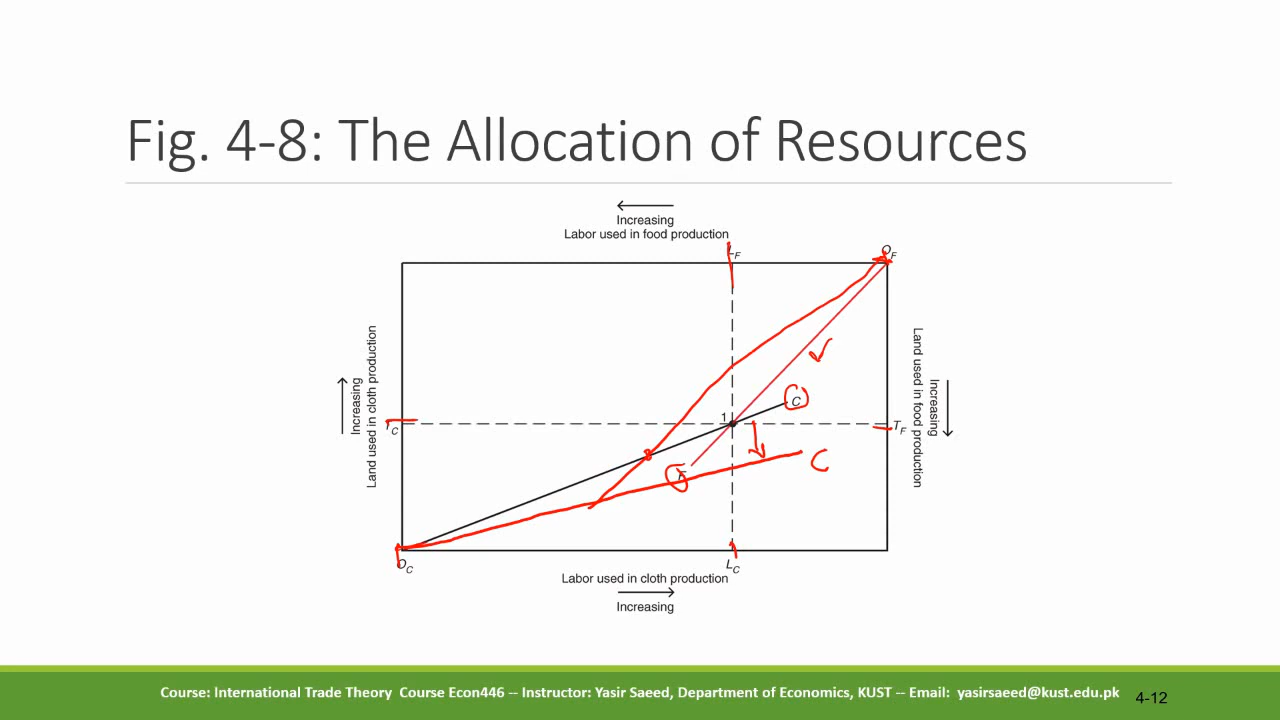 Fig. 4-8: The Allocation of Resources
Increasing
Labor used in food production
L_F
O_F
Increasing
Land used in cloth production
Land used in food production
Increasing
C
1
T_C
T_F
F
C
O_C
L_C
Labor used in cloth production
Increasing
Course: International Trade Theory Course Econ446 -- Instructor: Yasir Saeed, Department of Economics, KUST -- Email: yasirsaeed@kust.edu.pk
4-12